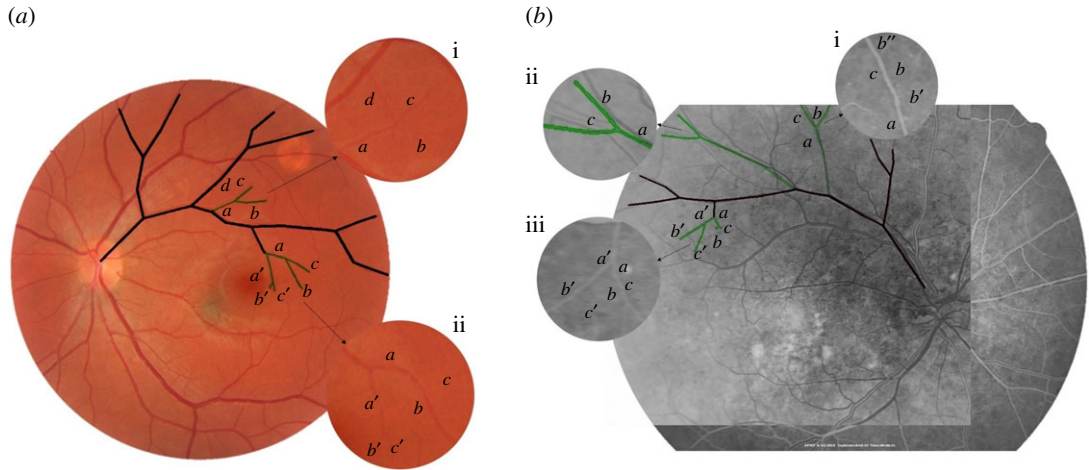 (a)
i
d c
a b
d c
a b
a
a′ c
b′ c′ b
ii
a
c
a′ b
b′ c′
(b)
i
b″
c b
b′
a
ii
b
c a
c b
a
iii
a′ a
b′ c
b
c′
a′
a
b′ b c
c′